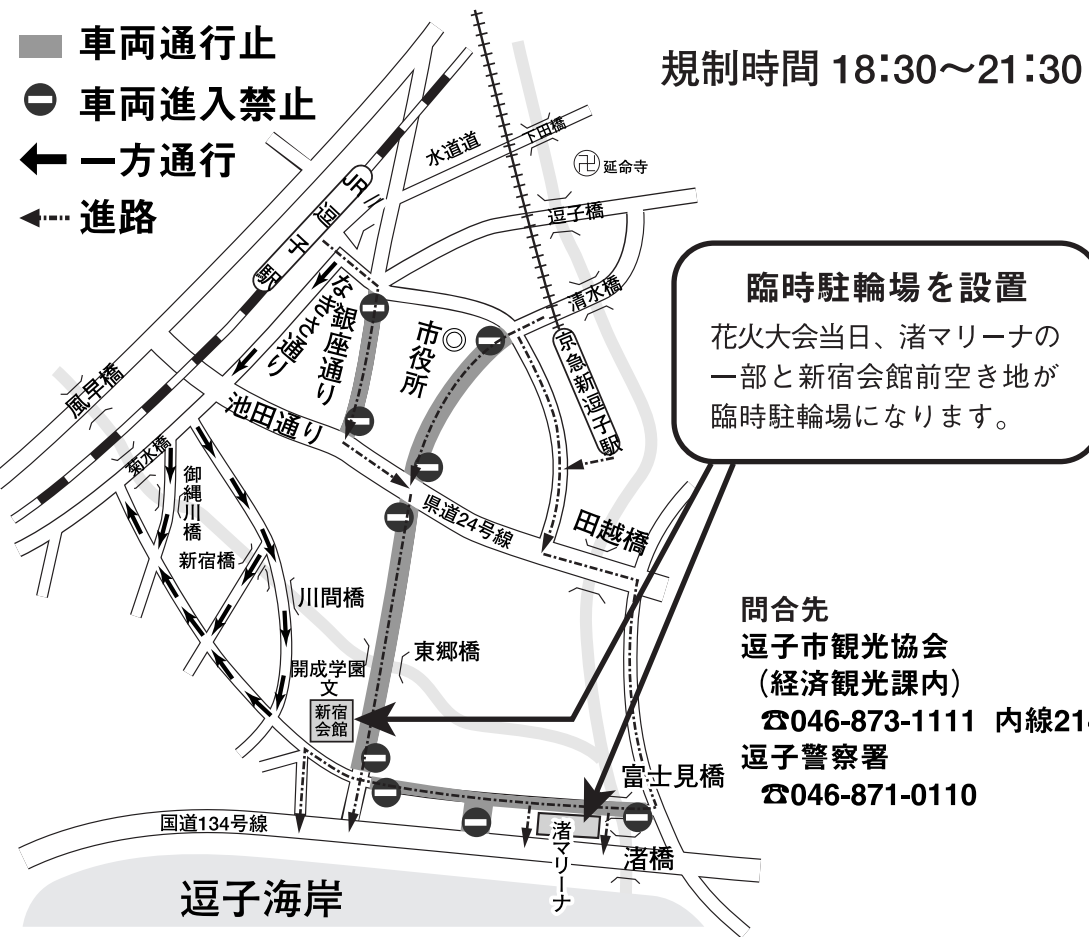 車両通行止
車両進入禁止
一方通行
進路
規制時間 18:30〜21:30
水道道
下田橋
卍 延命寺
逗子橋
清水橋
JR 逗子駅
なぎさ通り
銀座通り
市役所
京急新逗子駅
風早橋
池田通り
菊水橋
御縄川橋
新宿橋
県道24号線
田越橋
川間橋
東郷橋
開成学園
文
新宿
会館
富士見橋
国道134号線
渚マリーナ
渚橋
逗子海岸
臨時駐輪場を設置
花火大会当日、渚マリーナの
一部と新宿会館前空き地が
臨時駐輪場になります。
問合先
逗子市観光協会
（経済観光課内）
☎046-873-1111 内線
逗子警察署
☎046-871-0110